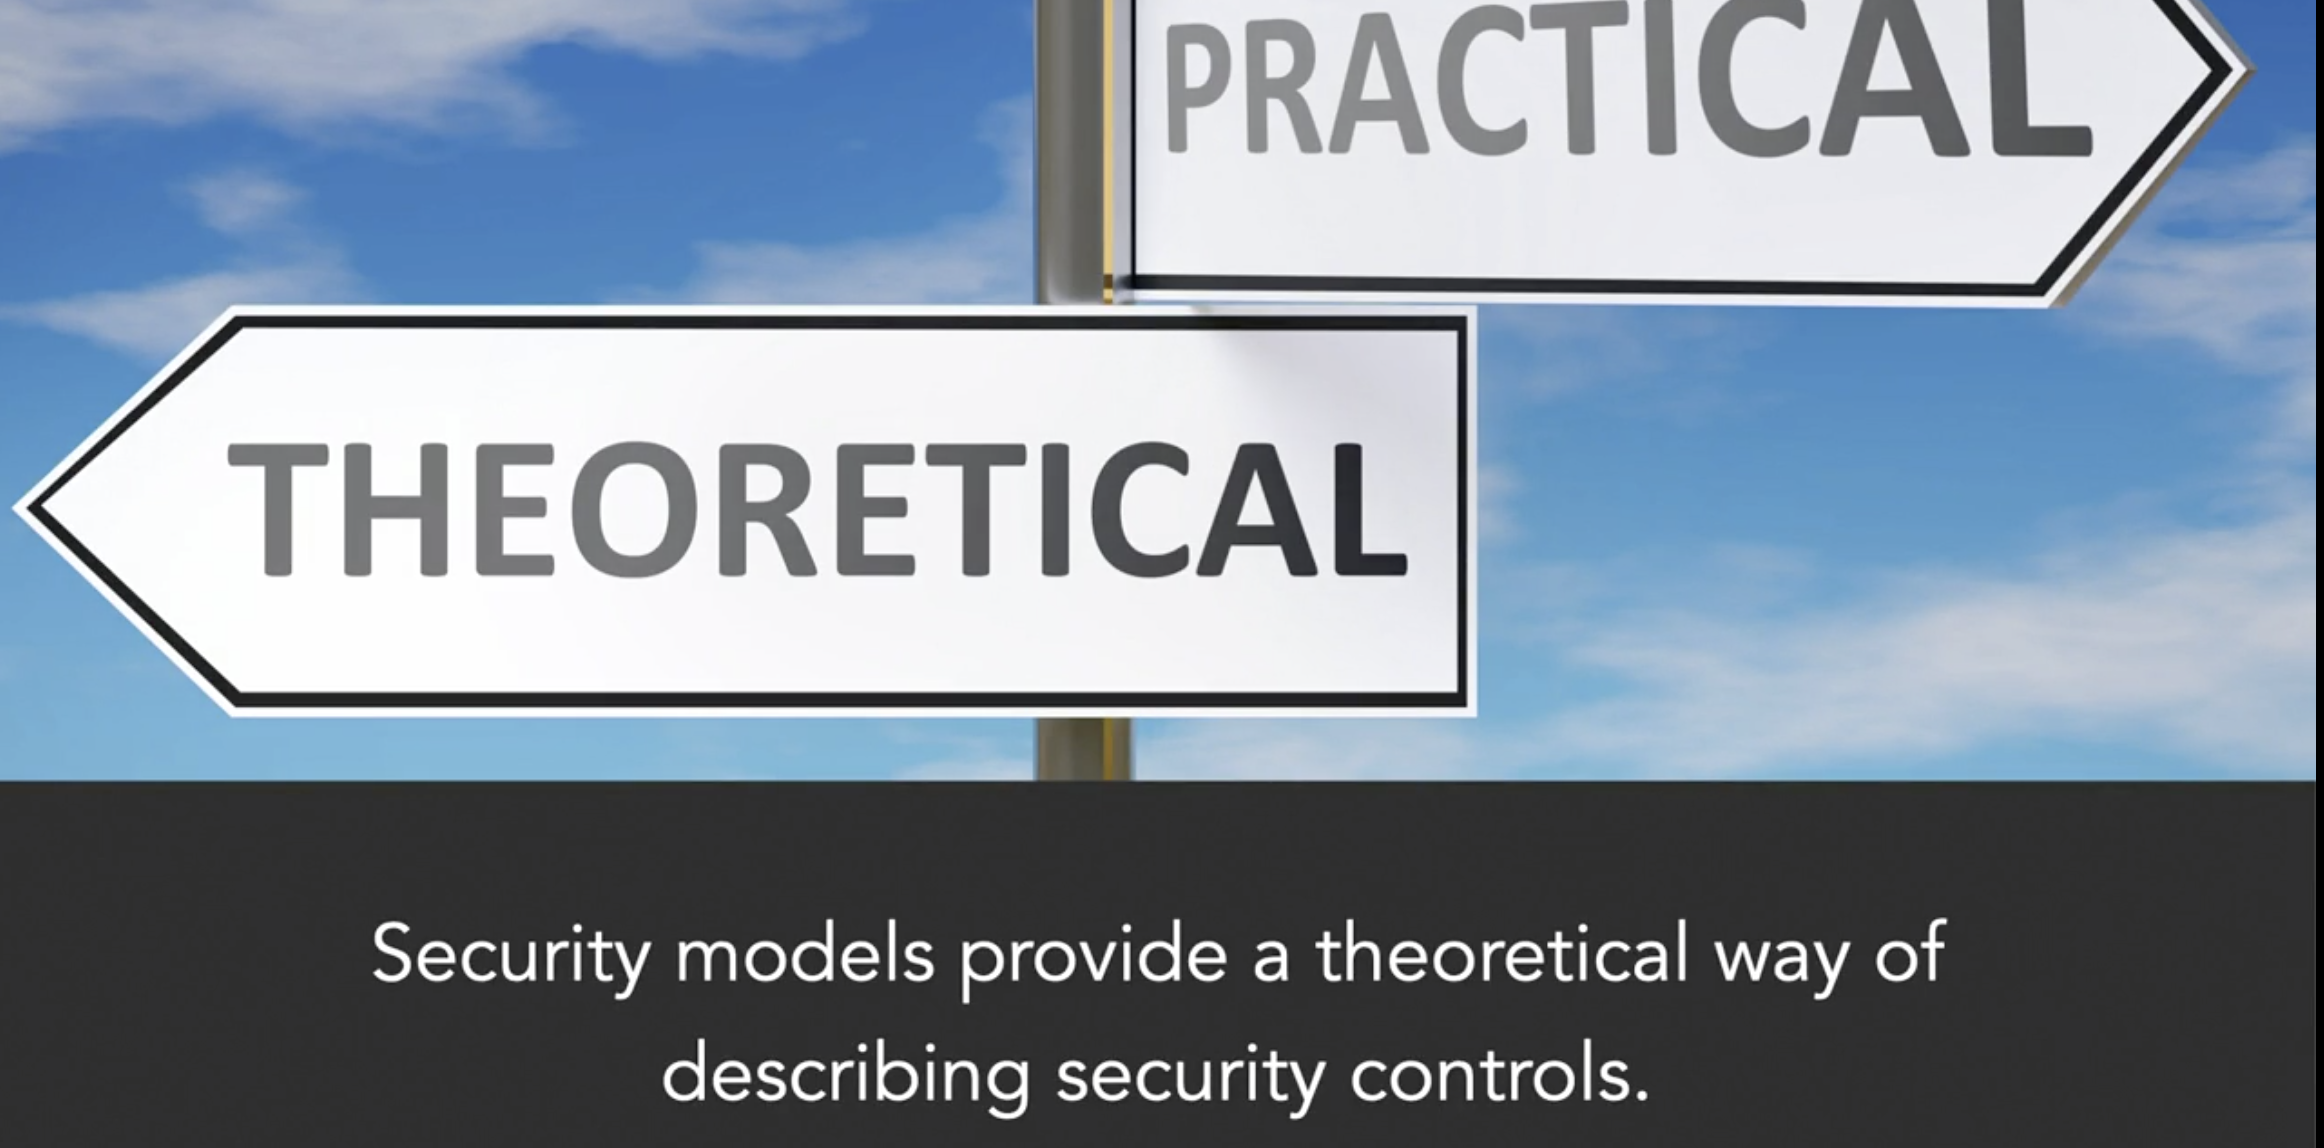 PRACTICAL
THEORETICAL
Security models provide a theoretical way of
describing security controls.